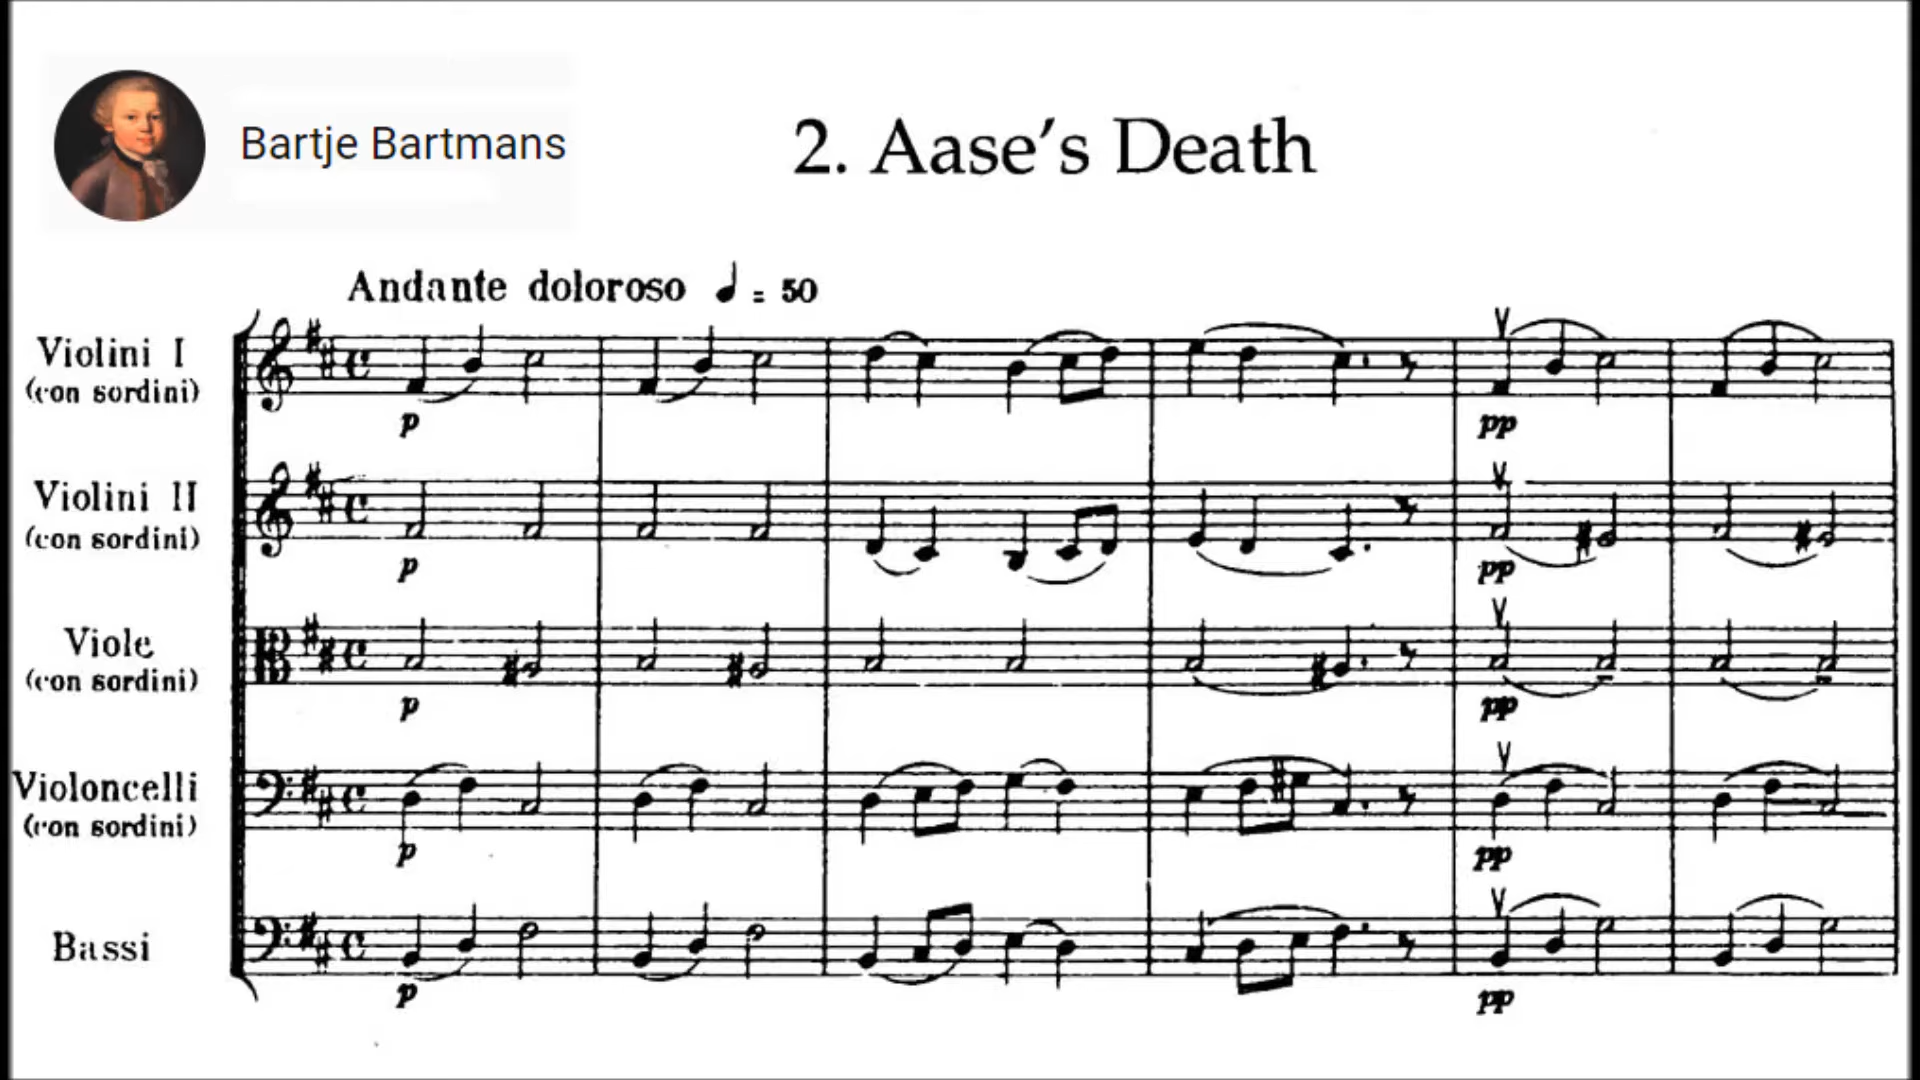 Bartje Bartmans
2. Aase's Death
Andante doloroso ♩ = 50
Violini I
(con sordini)
p
pp
Violini II
(con sordini)
p
pp
Viole
(con sordini)
p
pp
Violoncelli
(con sordini)
p
pp
Bassi
p
pp